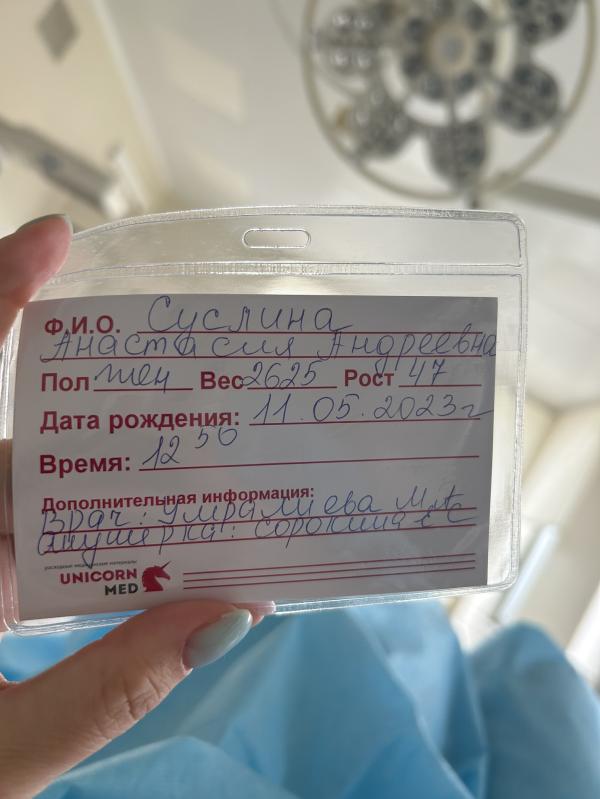 Ф.И.О. Суслина
Анастасия Андреевна
Пол жен Вес 2625 Рост 47
Дата рождения: 11.05.2023г
Время: 12 56
Дополнительная информация:
Врач: Умралиева М.А
акушерка: Сорокина Е С
расходные медицинские материалы
UNICORN
MED